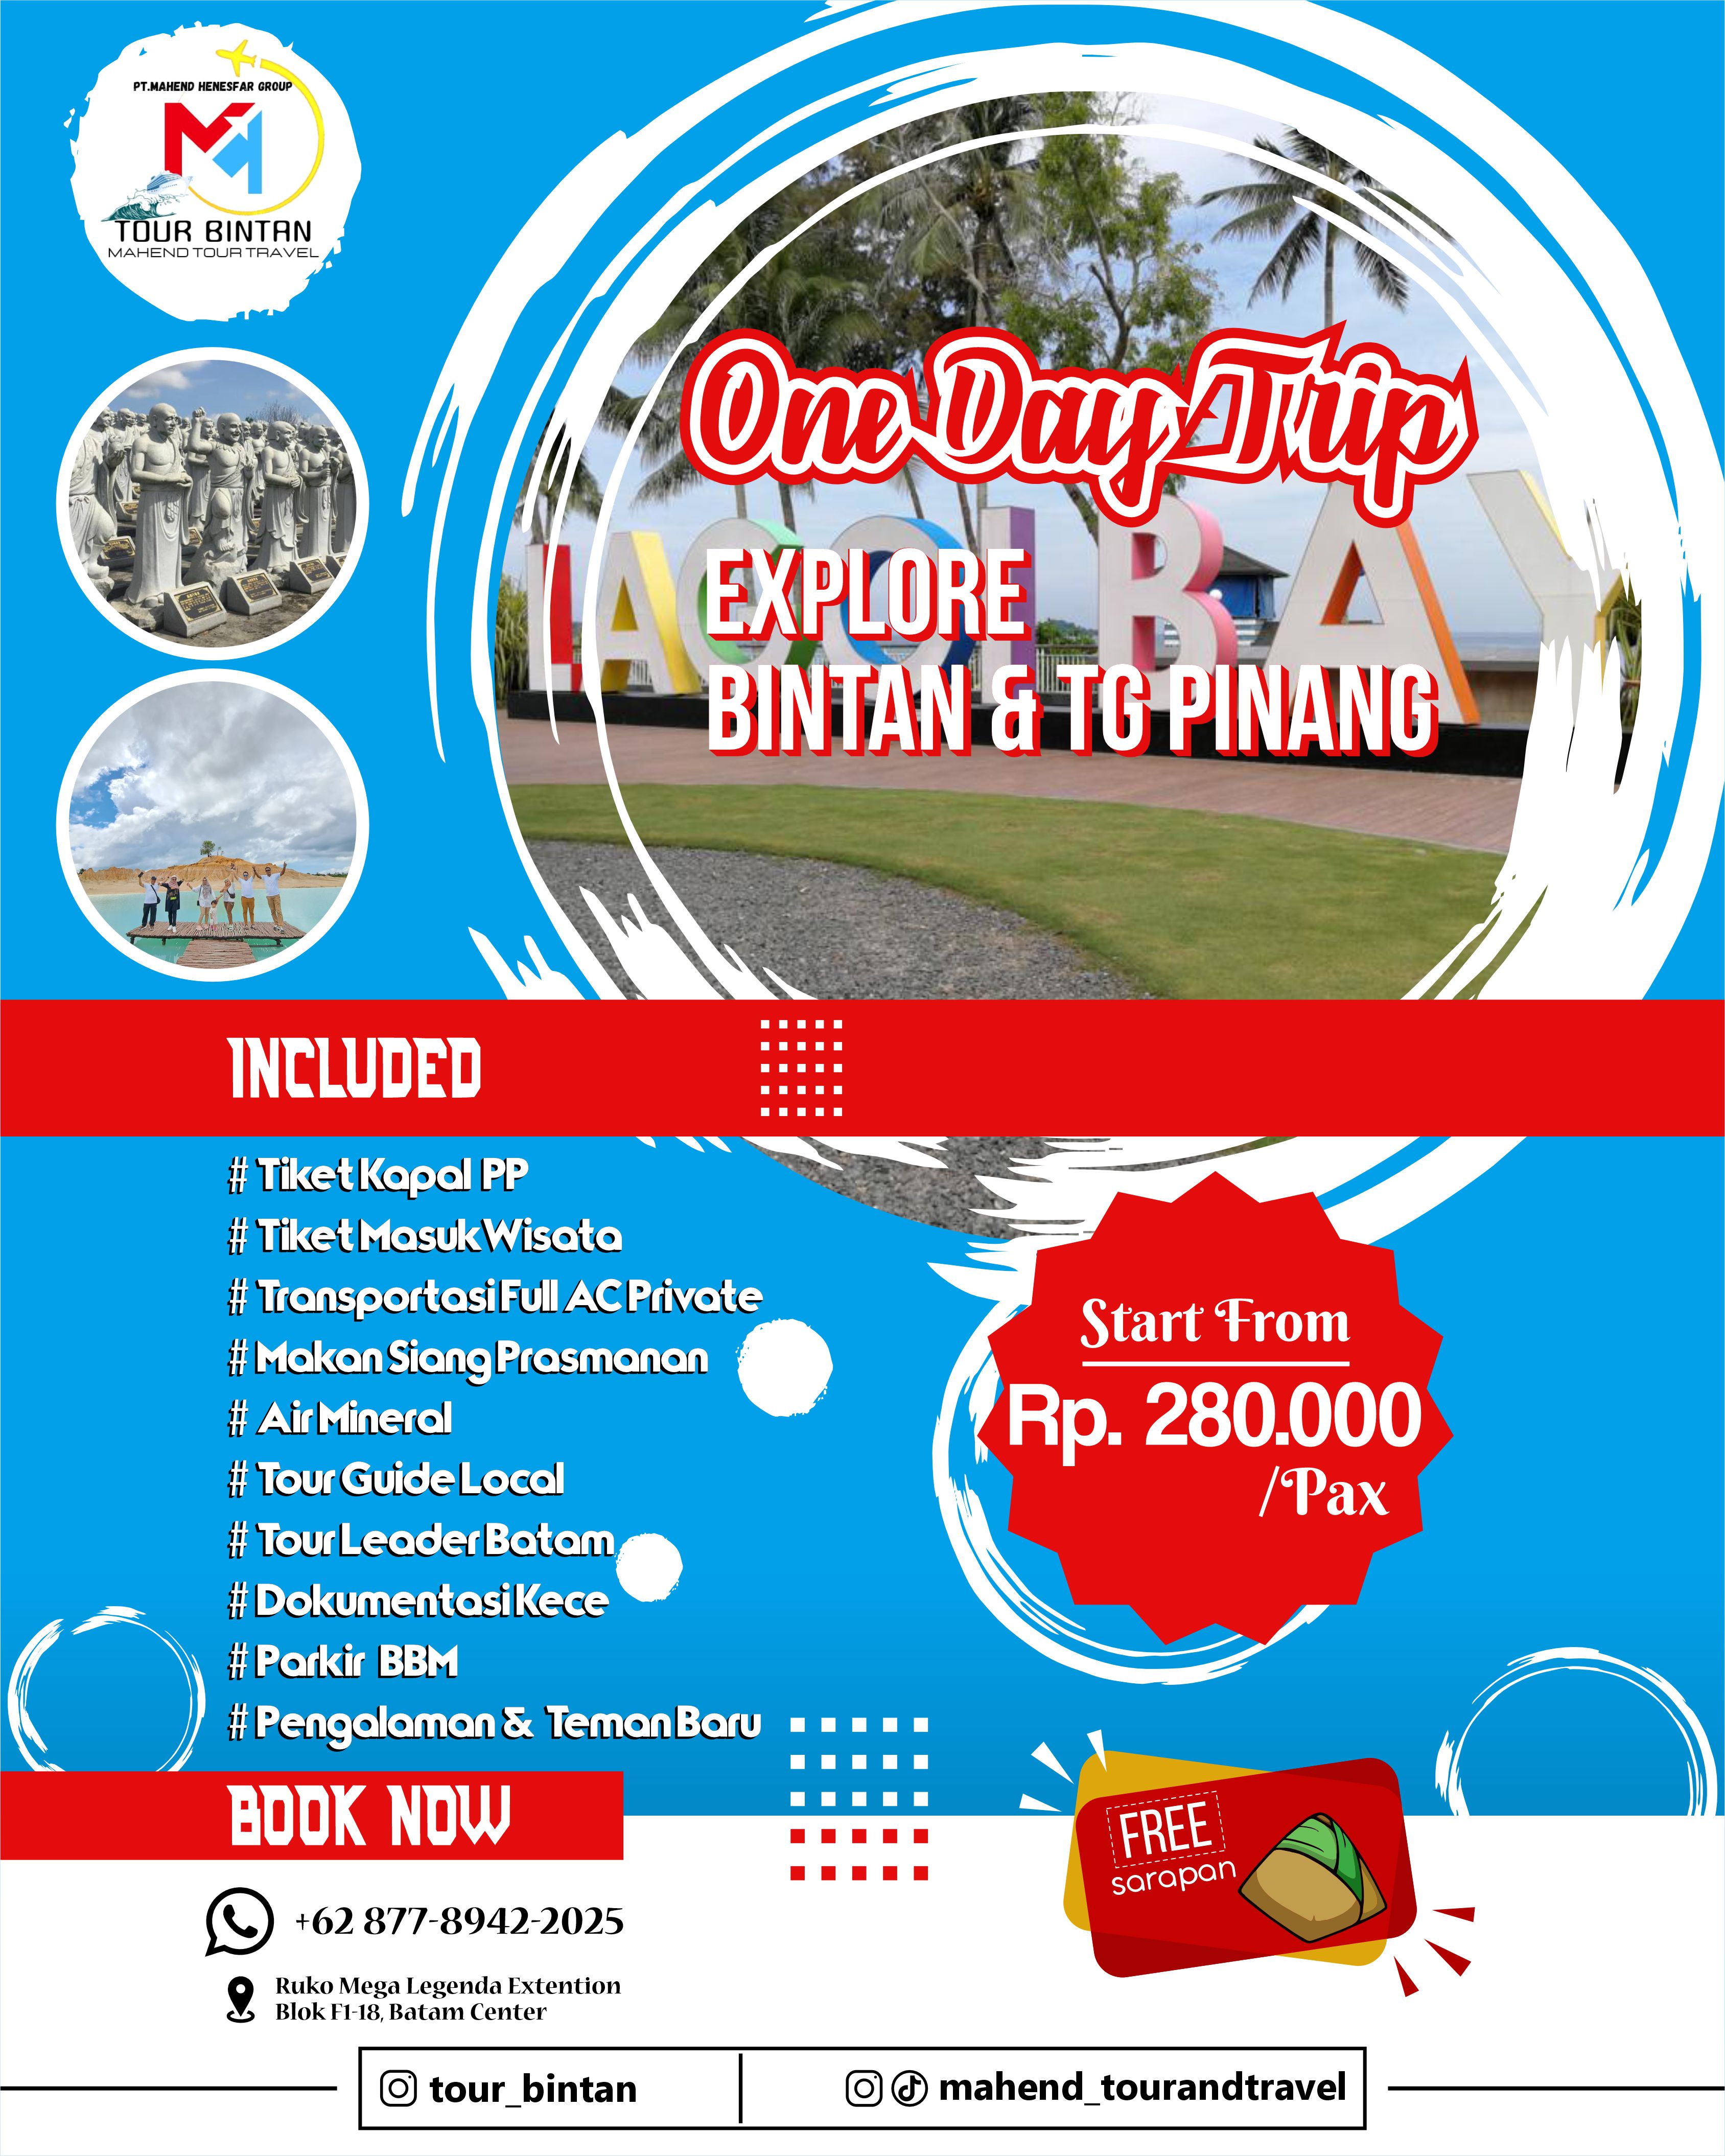 PT.MAHEND HENESFAR GROUP
TOUR BINTAN
MAHEND TOUR TRAVEL
One Day Trip
LAGOI BAY
EXPLORE
BINTAN & TG PINANG
INCLUDED
# Tiket Kapal PP
# Tiket Masuk Wisata
# Transportasi Full AC Private
# Makan Siang Prasmanan
# Air Mineral
# Tour Guide Local
# Tour Leader Batam
# Dokumentasi Kece
# Parkir BBM
# Pengalaman & Teman Baru
Start From
Rp. 280.000
/Pax
BOOK NOW
FREE
sarapan
+62 877-8942-2025
Ruko Mega Legenda Extention
Blok F1-18, Batam Center
tour_bintan
mahend_tourandtravel